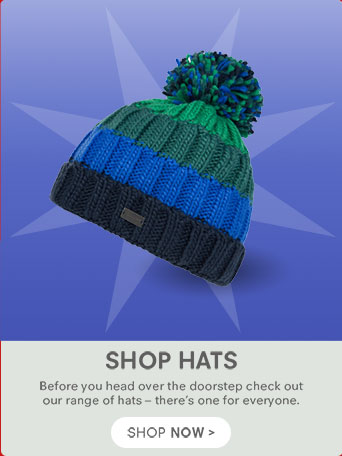 SHOP HATS
Before you head over the doorstep check out
our range of hats – there's one for everyone.
SHOP NOW >